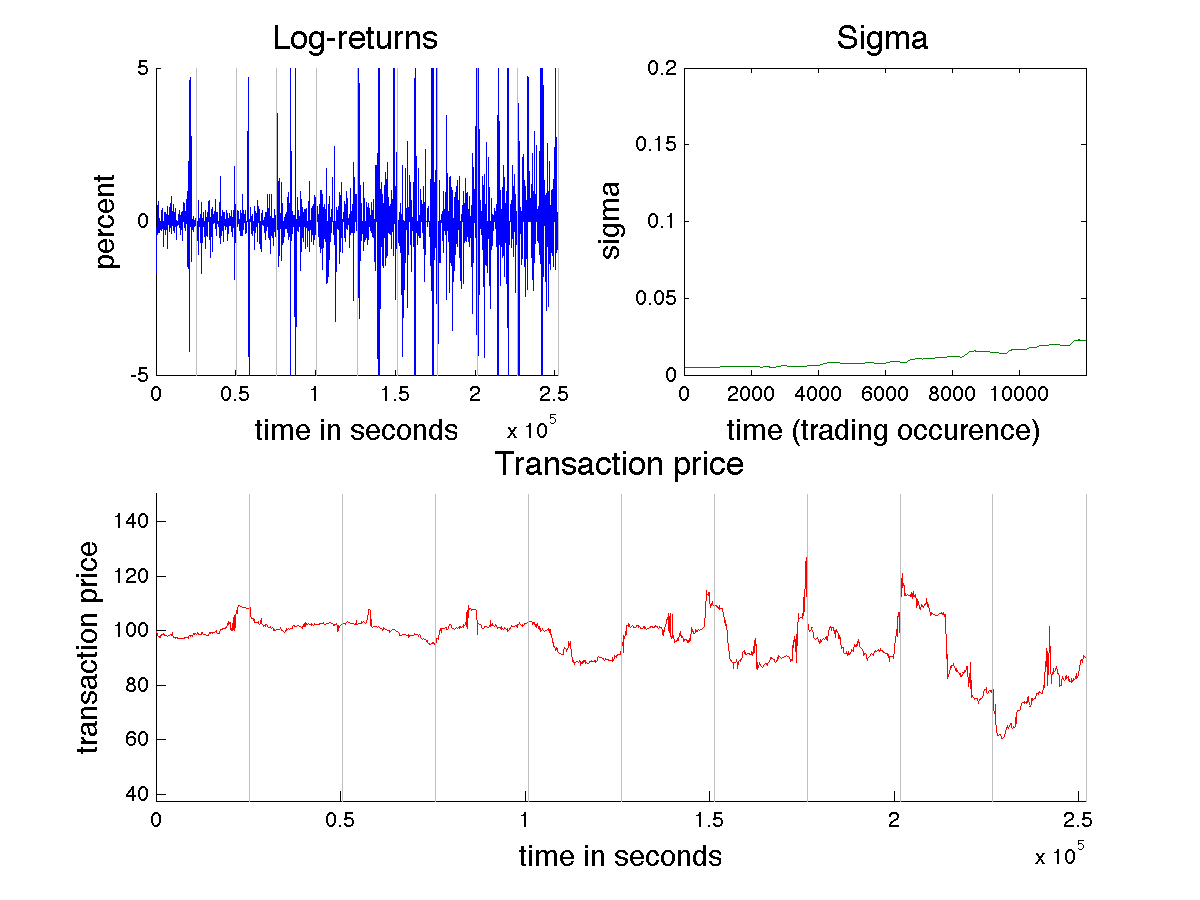 Log-returns
5
0
-5
percent
0 0.5 1 1.5 2 2.5
time in seconds
x 10^5
Sigma
0.2
0.15
0.1
0.05
0
sigma
0 2000 4000 6000 8000 10000
time (trading occurence)
Transaction price
140
120
100
80
60
40
transaction price
0 0.5 1 1.5 2 2.5
time in seconds
x 10^5